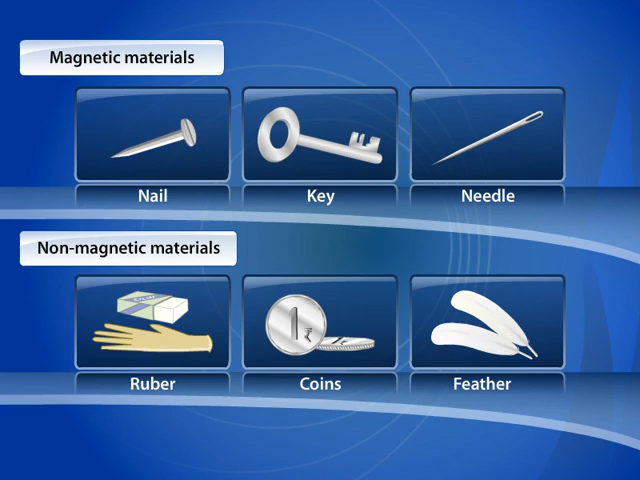 Magnetic materials
Nail
Key
Needle
Non-magnetic materials
Ruber
Coins
Feather